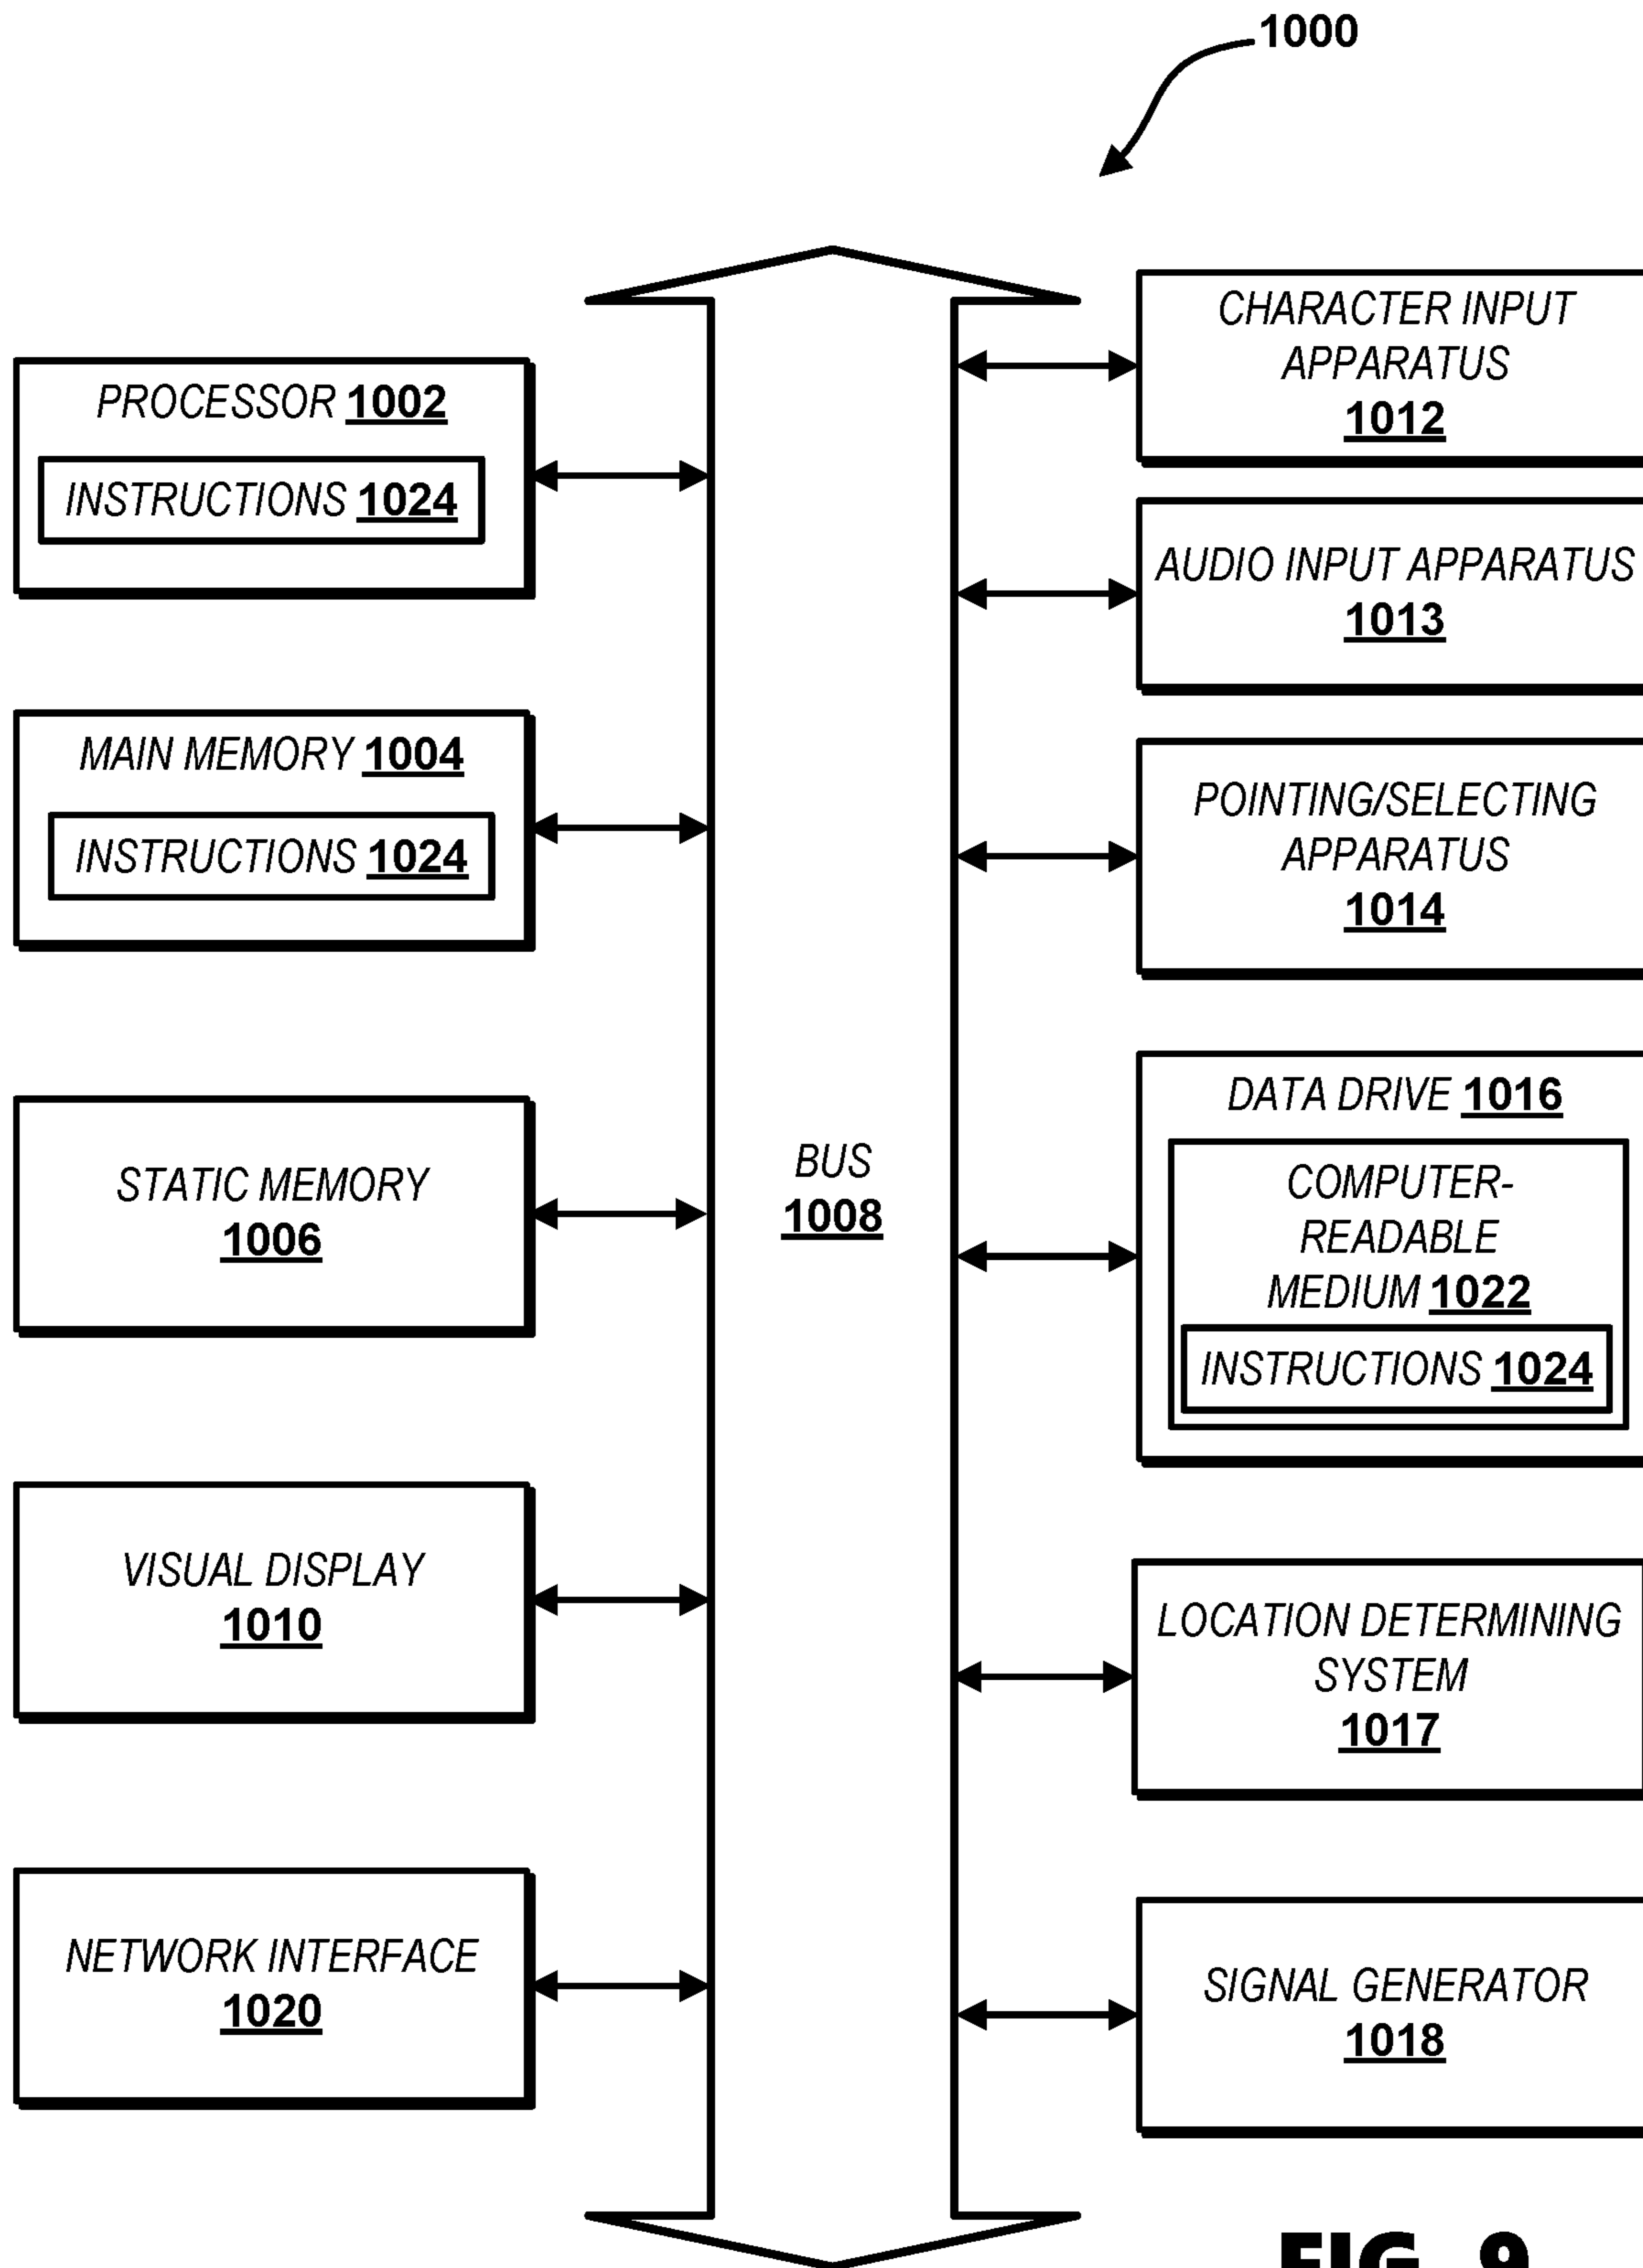 1000
PROCESSOR 1002
INSTRUCTIONS 1024
MAIN MEMORY 1004
INSTRUCTIONS 1024
STATIC MEMORY
1006
VISUAL DISPLAY
1010
NETWORK INTERFACE
1020
BUS
1008
CHARACTER INPUT
APPARATUS
1012
AUDIO INPUT APPARATUS
1013
POINTING/SELECTING
APPARATUS
1014
DATA DRIVE 1016
COMPUTER-
READABLE
MEDIUM 1022
INSTRUCTIONS 1024
LOCATION DETERMINING
SYSTEM
1017
SIGNAL GENERATOR
1018
FIG. 9